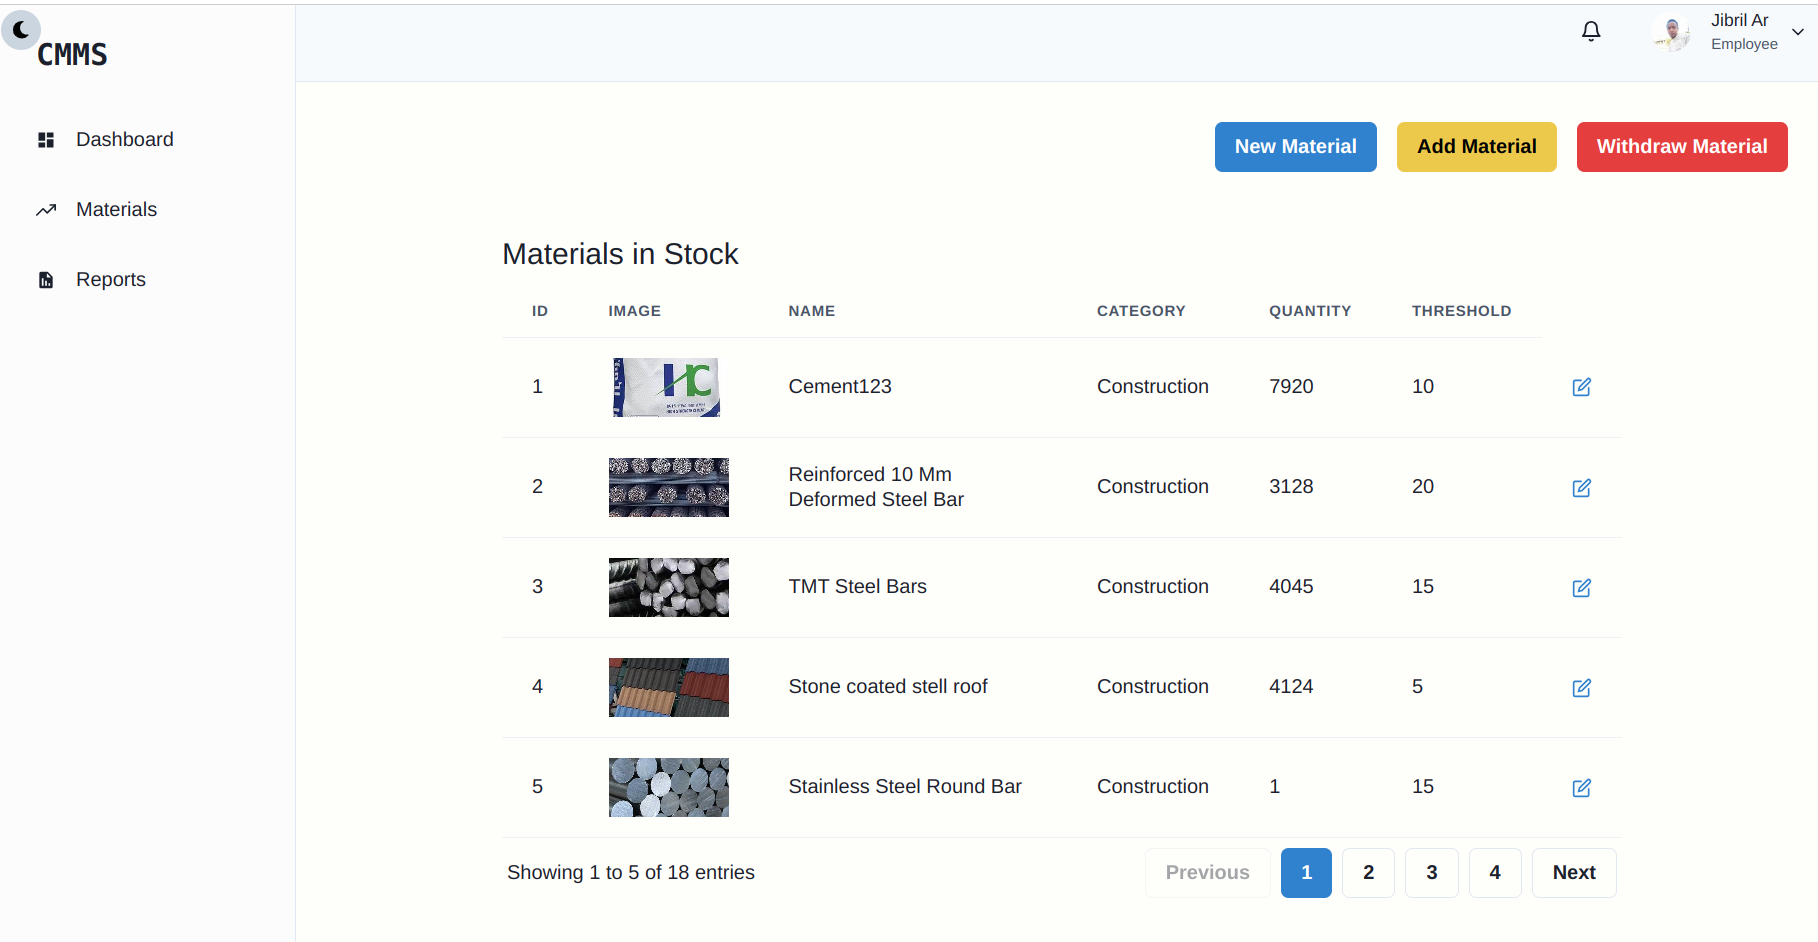 CMMS
Jibril Ar
Employee
Dashboard
Materials
Reports
New Material
Add Material
Withdraw Material
Materials in Stock
ID IMAGE NAME CATEGORY QUANTITY THRESHOLD
1 Cement123 Construction 7920 10
2 Reinforced 10 Mm
Deformed Steel Bar Construction 3128 20
3 TMT Steel Bars Construction 4045 15
4 Stone coated stell roof Construction 4124 5
5 Stainless Steel Round Bar Construction 1 15
Showing 1 to 5 of 18 entries
Previous 1 2 3 4 Next